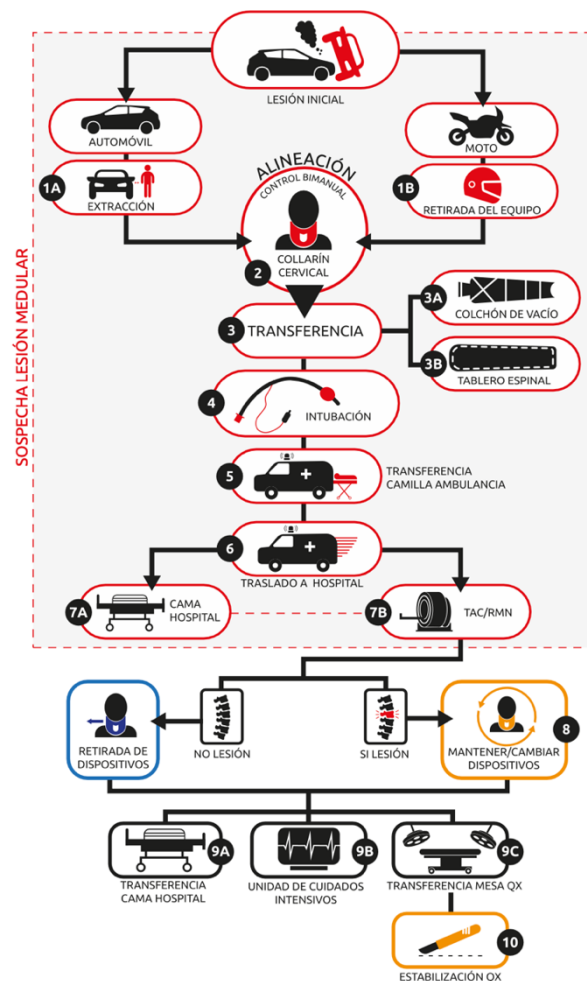 LESIÓN INICIAL
AUTOMÓVIL
MOTO
1A
EXTRACCIÓN
1B
RETIRADA DEL EQUIPO
ALINEACIÓN
CONTROL BIMANUAL
COLLARÍN
CERVICAL
2
SOSPECHA LESIÓN MEDULAR
3
TRANSFERENCIA
3A
COLCHÓN DE VACÍO
3B
TABLERO ESPINAL
4
INTUBACIÓN
5
TRANSFERENCIA
CAMILLA AMBULANCIA
6
TRASLADO A HOSPITAL
7A
CAMA
HOSPITAL
7B
TAC/RMN
RETIRADA DE
DISPOSITIVOS
NO LESIÓN
SI LESIÓN
8
MANTENER/CAMBIAR
DISPOSITIVOS
9A
TRANSFERENCIA
CAMA HOSPITAL
9B
UNIDAD DE CUIDADOS
INTENSIVOS
9C
TRANSFERENCIA MESA QX
10
ESTABILIZACIÓN QX